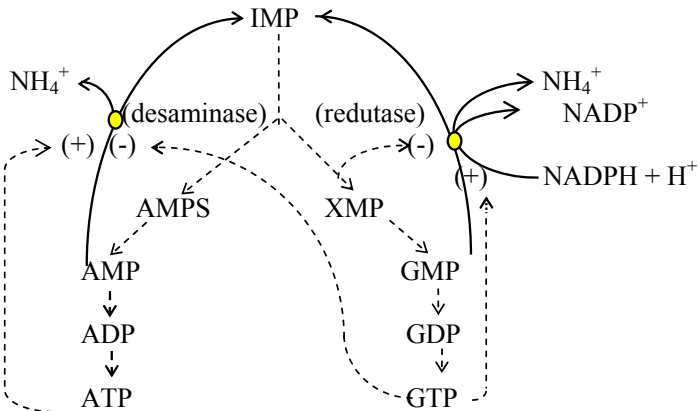 IMP
NH₄⁺ NH₄⁺
(desaminase) (redutase) NADP⁺
(+) (-) (-)
(+) NADPH + H⁺
AMPS XMP
AMP GMP
ADP GDP
ATP GTP